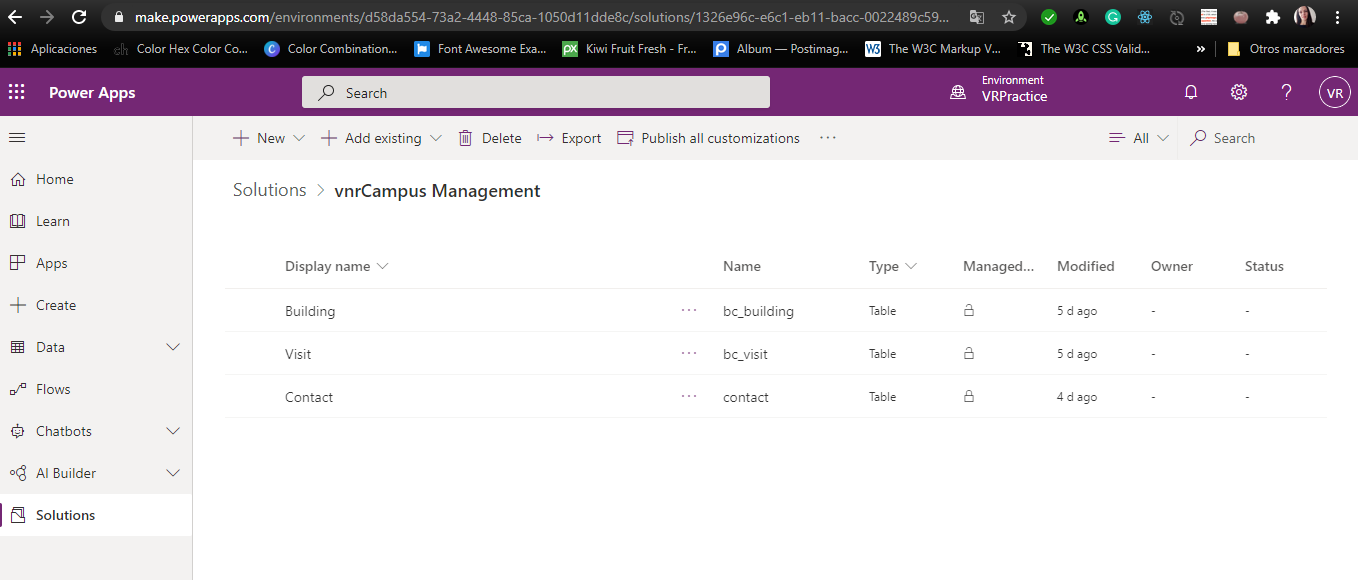 make.powerapps.com/environments/d58da554-73a2-4448-85ca-1050d11dde8c/solutions/1326e96c-e6c1-eb11-bacc-0022489c59...
Aplicaciones Color Hex Color Co... Color Combination... Font Awesome Exa... Kiwi Fruit Fresh - Fr... Album — Postimag... The W3C Markup V... The W3C CSS Valid... » Otros marcadores
Power Apps Search Environment VRPractice ? VR
New Add existing Delete Export Publish all customizations ... All Search
Home
Learn
Apps
Create
Data
Flows
Chatbots
AI Builder
Solutions
Solutions > vnrCampus Management
Display name Name Type Managed... Modified Owner Status
Building ... bc_building Table 5 d ago - -
Visit ... bc_visit Table 5 d ago - -
Contact ... contact Table 4 d ago - -